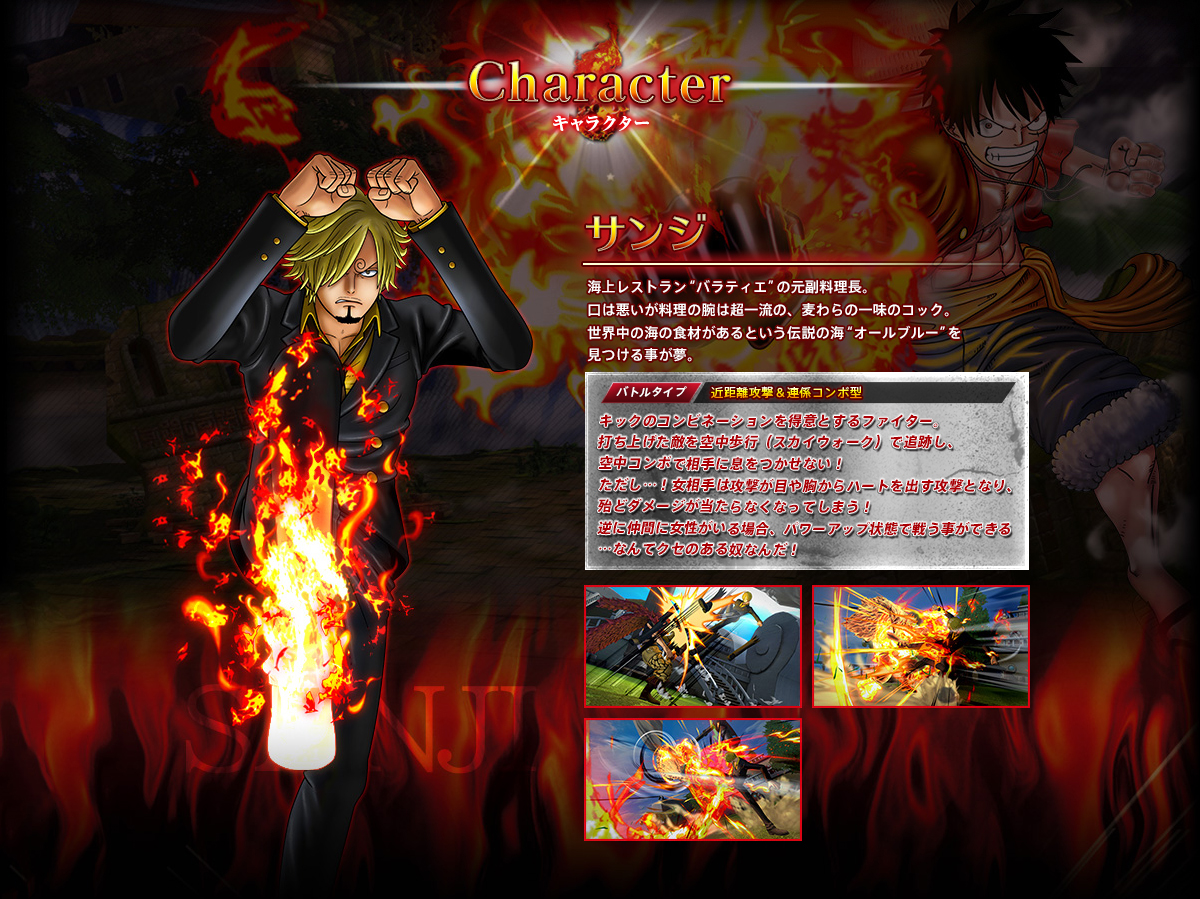 Character
キャラクター
サンジ
海上レストラン“バラティエ”の元副料理長。
口は悪いが料理の腕は超一流の、麦わらの一味のコック。
世界中の海の食材があるという伝説の海“オールブルー”を
見つける事が夢。
バトルタイプ 近距離攻撃＆連係コンボ型
キックのコンビネーションを得意とするファイター。
打ち上げた敵を空中歩行（スカイウォーク）で追跡し、
空中コンボで相手に息をつかせない！
ただし…！女相手は攻撃が目や胸からハートを出す攻撃となり、
殆どダメージが当たらなくなってしまう！
逆に仲間に女性がいる場合、パワーアップ状態で戦う事ができる
…なんてクセのある奴なんだ！
SANJI